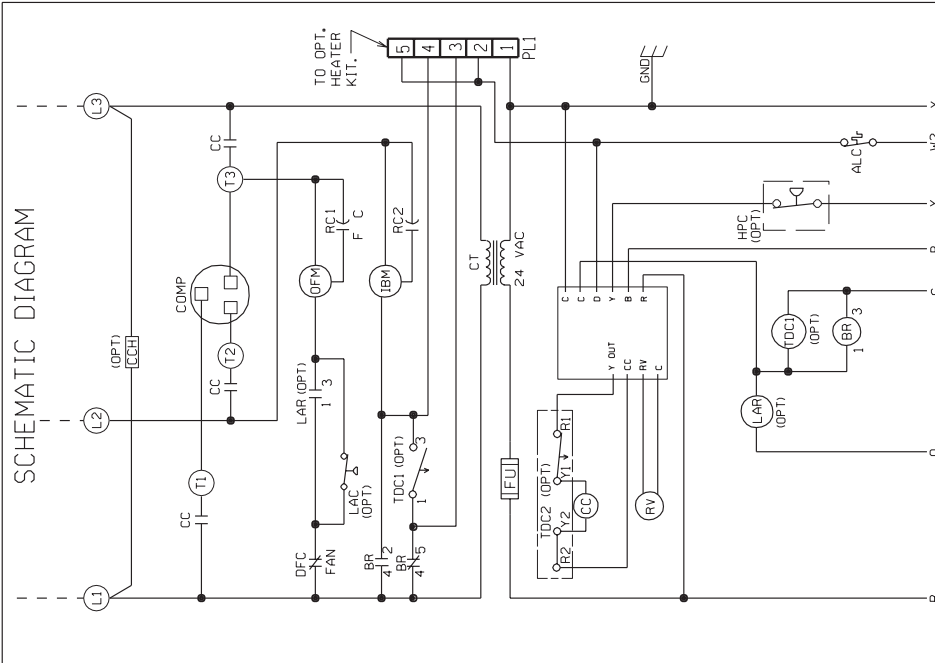 SCHEMATIC DIAGRAM
TO OPT.
HEATER
KIT.
5 4 3 2 1
PL1
L3
GND
Y
CC
T3
ALC
W2
COMP
RC1
F C
RC2
HPC
(OPT)
Y
OFM
IBM
CT
24 VAC
B
(OPT)
CCH
T2
CC
C
C
D
Y
B
R
C
TDC1
(OPT)
BR
3
1
Y OUT
CC
RV
C
LAR (OPT)
1 3
L2
LAR
(OPT)
TDC1 (OPT)
3
1
R1
Y1
TDC2 (OPT)
T1
FU
CC
RV
LAC
(OPT)
CC
Y2
R2
DFC
FAN
BR
2
4
BR
5
4
L1